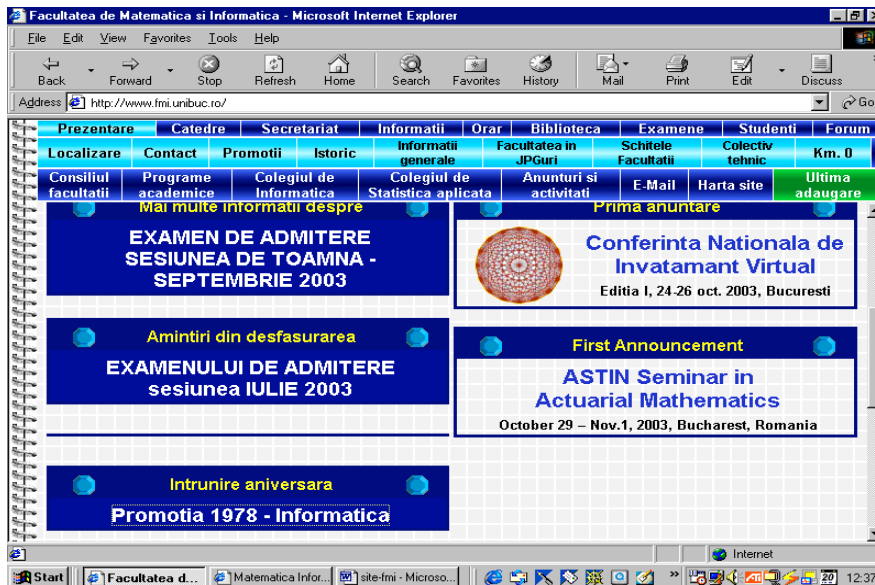 Facultatea de Matematica si Informatica - Microsoft Internet Explorer
File Edit View Favorites Tools Help
Back Forward Stop Refresh Home Search Favorites History Mail Print Edit Discuss
Address http://www.fmi.unibuc.ro/ Go
Prezentare Catedre Secretariat Informatii Orar Biblioteca Examene Studenti Forum
Localizare Contact Promotii Istoric Informatii generale Facultatea in JPGuri Schitele Facultatii Colectiv tehnic Km. 0
Consiliul facultatii Programe academice Colegiul de Informatica Colegiul de Statistica aplicata Anunturi si activitati E-Mail Harta site Ultima adaugare
Mai multe informatii despre
EXAMEN DE ADMITERE
SESIUNEA DE TOAMNA -
SEPTEMBRIE 2003
Amintiri din desfasurarea
EXAMENULUI DE ADMITERE
sesiunea IULIE 2003
Intrunire aniversara
Promotia 1978 - Informatica
Prima anuntare
Conferinta Nationala de
Invatamant Virtual
Editia I, 24-26 oct. 2003, Bucuresti
First Announcement
ASTIN Seminar in
Actuarial Mathematics
October 29 – Nov.1, 2003, Bucharest, Romania
Internet
Start Facultatea d... Matematica Infor... site-fmi - Microso... 20 12:37